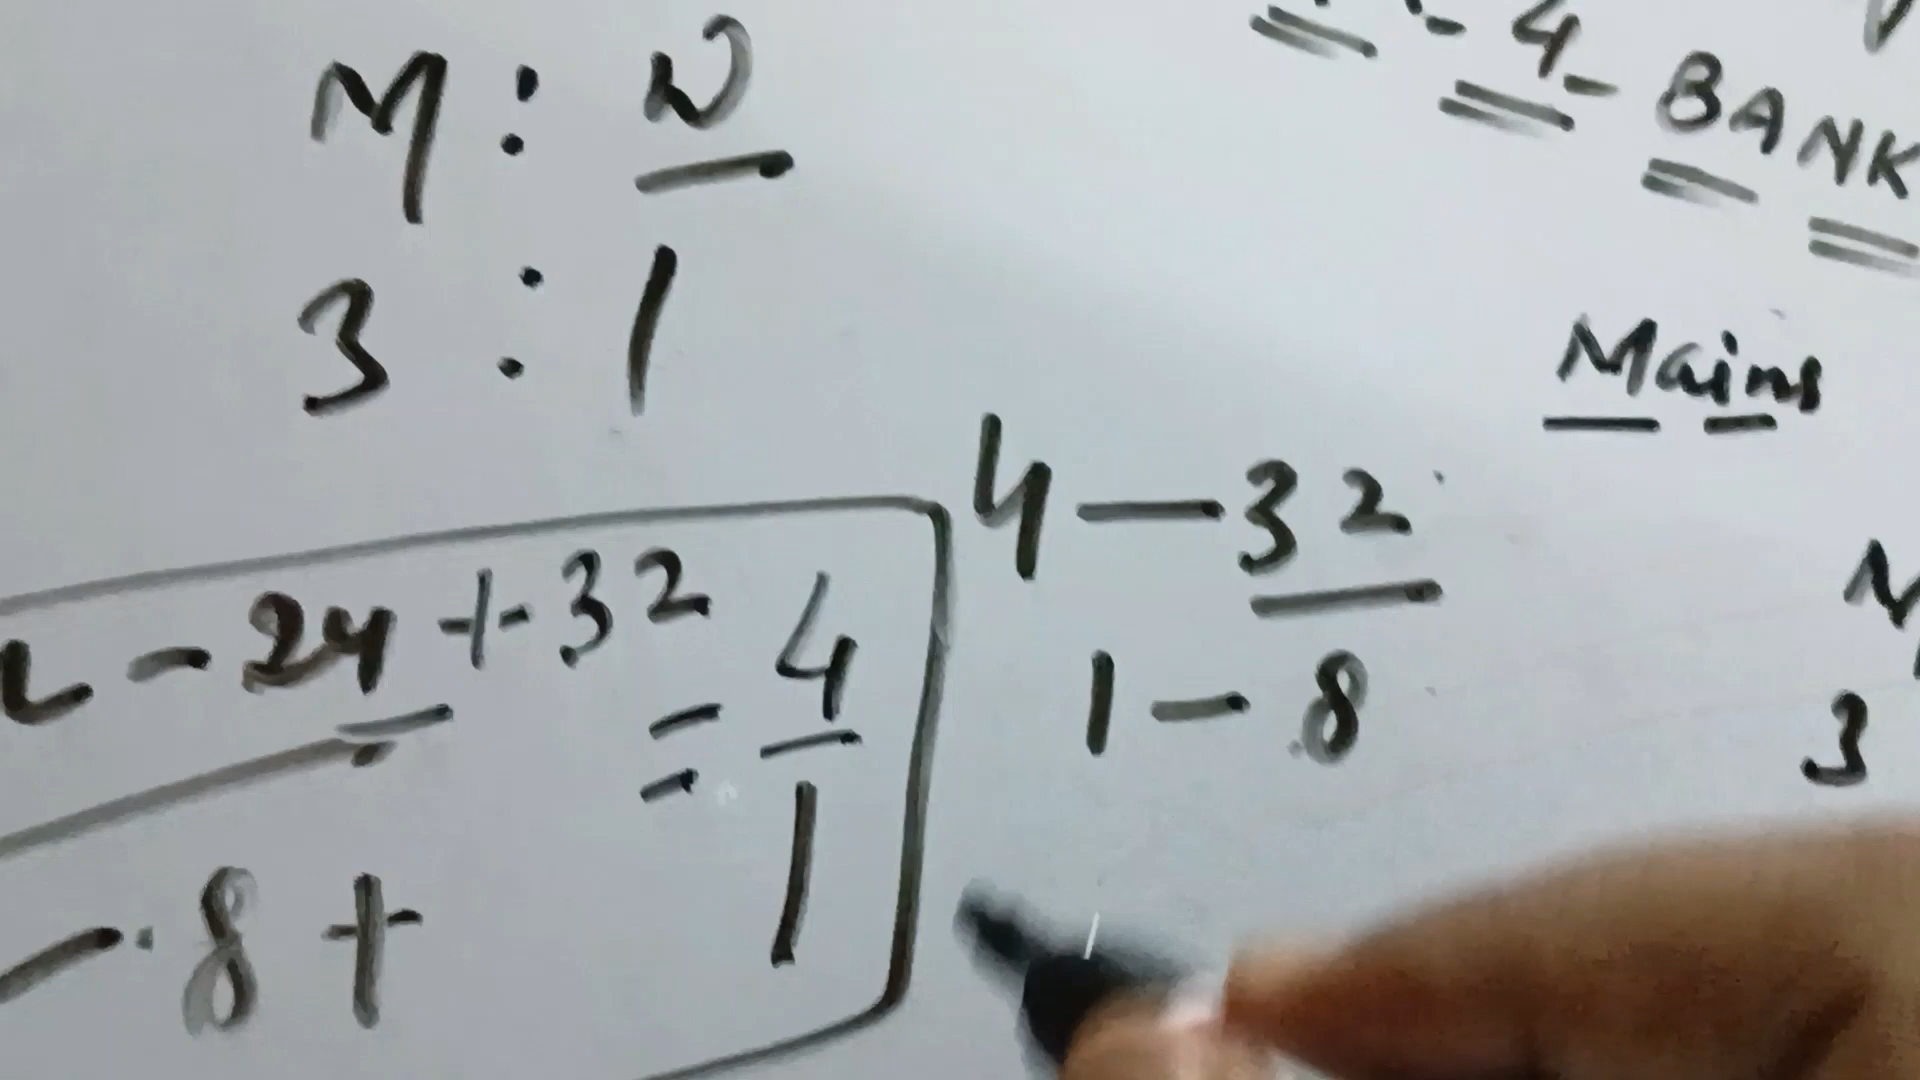 M : W
- 4 - BANK
3 : 1
Mains
4 - 32
- 24 + 32 = 4
1 - 8
3
- 8 + 1